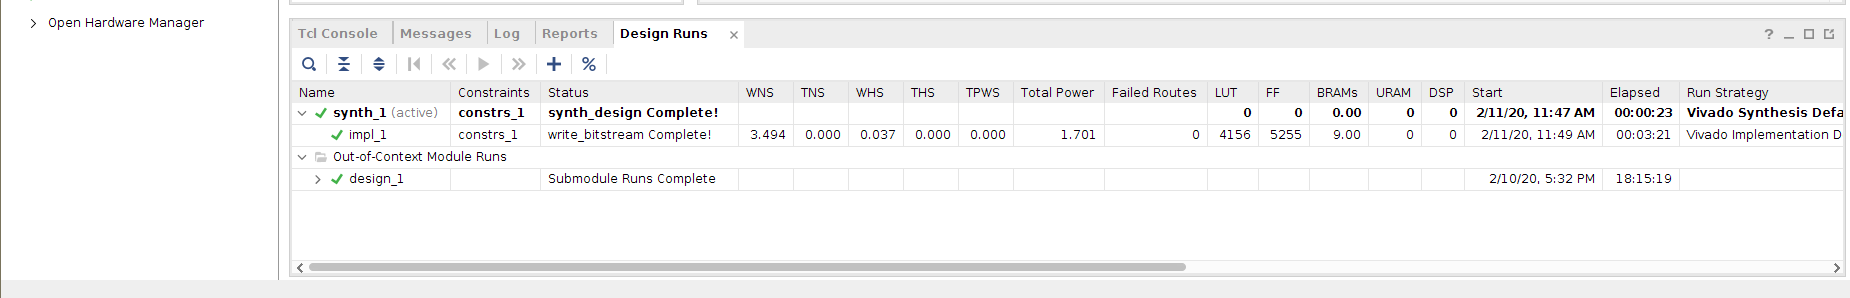 Open Hardware Manager
Tcl Console Messages Log Reports Design Runs ×
?
%
Name Constraints Status WNS TNS WHS THS TPWS Total Power Failed Routes LUT FF BRAMs URAM DSP Start Elapsed Run Strategy
synth_1 (active) constrs_1 synth_design Complete! 0 0 0.00 0 0 2/11/20, 11:47 AM 00:00:23 Vivado Synthesis Defa
impl_1 constrs_1 write_bitstream Complete! 3.494 0.000 0.037 0.000 0.000 1.701 0 4156 5255 9.00 0 0 2/11/20, 11:49 AM 00:03:21 Vivado Implementation D
Out-of-Context Module Runs
design_1 Submodule Runs Complete 2/10/20, 5:32 PM 18:15:19